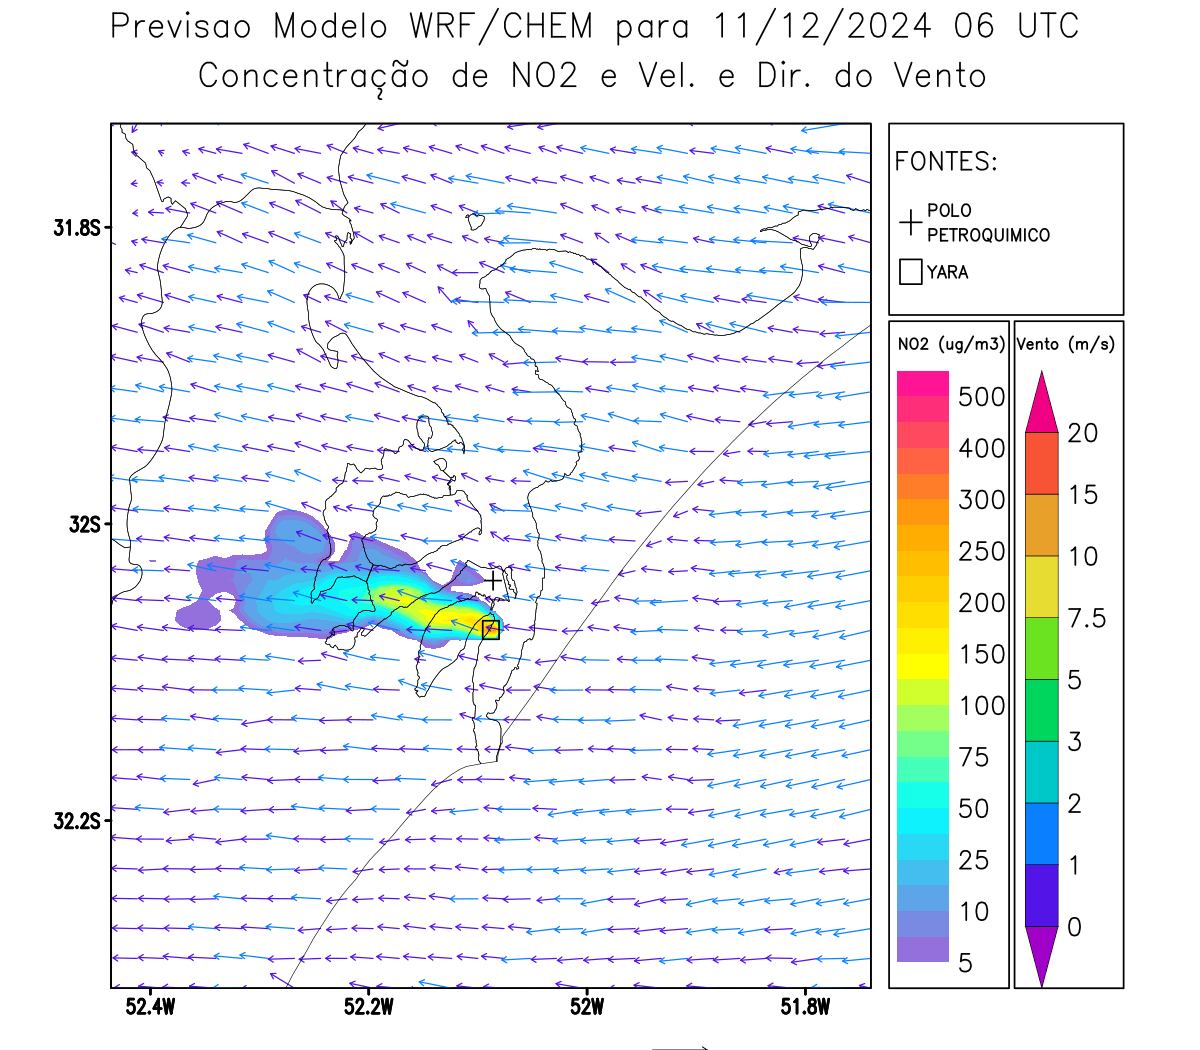 Previsao Modelo WRF/CHEM para 11/12/2024 06 UTC
Concentração de NO2 e Vel. e Dir. do Vento
FONTES:
POLO
PETROQUIMICO
YARA
NO2 (ug/m3)
500
400
300
250
200
150
100
75
50
25
10
5
Vento (m/s)
20
15
10
7.5
5
3
2
1
0
31.8S
32S
32.2S
52.4W
52.2W
52W
51.8W